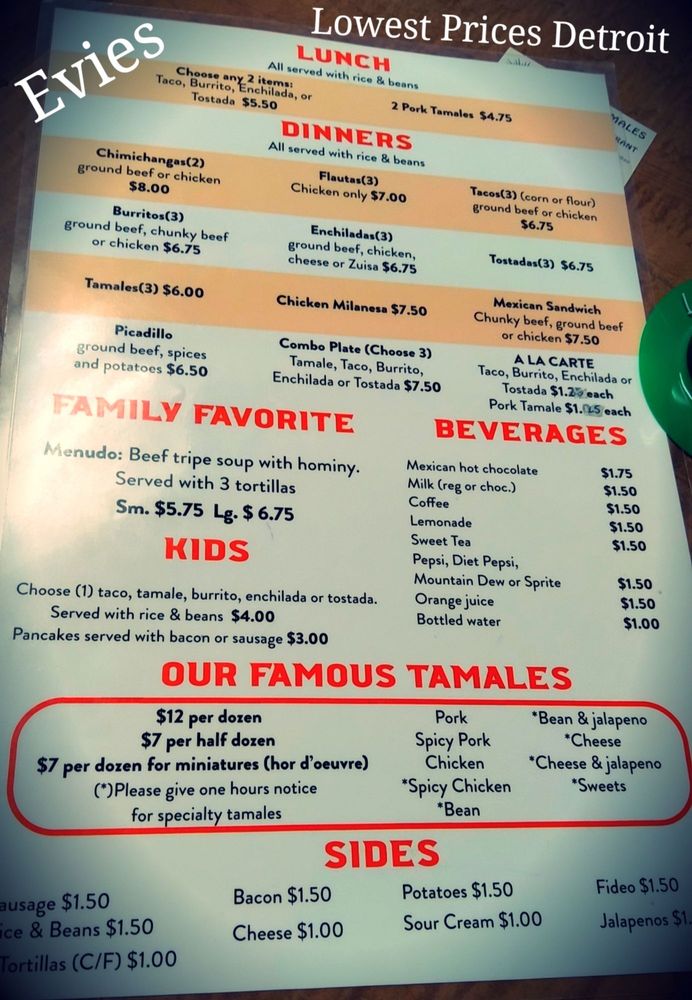 Evies
Lowest Prices Detroit
LUNCH
All served with rice & beans
Choose any 2 items:
Taco, Burrito, Enchilada, or
Tostada $5.50
2 Pork Tamales $4.75
DINNERS
All served with rice & beans
Chimichangas(2)
ground beef or chicken
$8.00
Flautas(3)
Chicken only $7.00
Tacos(3) (corn or flour)
ground beef or chicken
$6.75
Burritos(3)
ground beef, chunky beef
or chicken $6.75
Enchiladas(3)
ground beef, chicken,
cheese or Zuisa $6.75
Tostadas(3) $6.75
Tamales(3) $6.00
Chicken Milanesa $7.50
Mexican Sandwich
Chunky beef, ground beef
or chicken $7.50
Picadillo
ground beef, spices
and potatoes $6.50
Combo Plate (Choose 3)
Tamale, Taco, Burrito,
Enchilada or Tostada $7.50
A LA CARTE
Taco, Burrito, Enchilada or
Tostada each
Pork Tamale each
FAMILY FAVORITE
Menudo: Beef tripe soup with hominy.
Served with 3 tortillas
Sm. $5.75 Lg. $ 6.75
KIDS
Choose (1) taco, tamale, burrito, enchilada or tostada.
Served with rice & beans $4.00
Pancakes served with bacon or sausage $3.00
BEVERAGES
Mexican hot chocolate $1.75
Milk (reg or choc.) $1.50
Coffee $1.50
Lemonade $1.50
Sweet Tea $1.50
Pepsi, Diet Pepsi,
Mountain Dew or Sprite $1.50
Orange juice $1.50
Bottled water $1.00
OUR FAMOUS TAMALES
$12 per dozen
$7 per half dozen
$7 per dozen for miniatures (hor d'oeuvre)
(*)Please give one hours notice
for specialty tamales
Pork
Spicy Pork
Chicken
*Spicy Chicken
*Bean
*Bean & jalapeno
*Cheese
*Cheese & jalapeno
*Sweets
SIDES
ausage $1.50
ice & Beans $1.50
Tortillas (C/F) $1.00
Bacon $1.50
Cheese $1.00
Potatoes $1.50
Sour Cream $1.00
Fideo $1.50
Jalapenos $1.
MALES
RANT